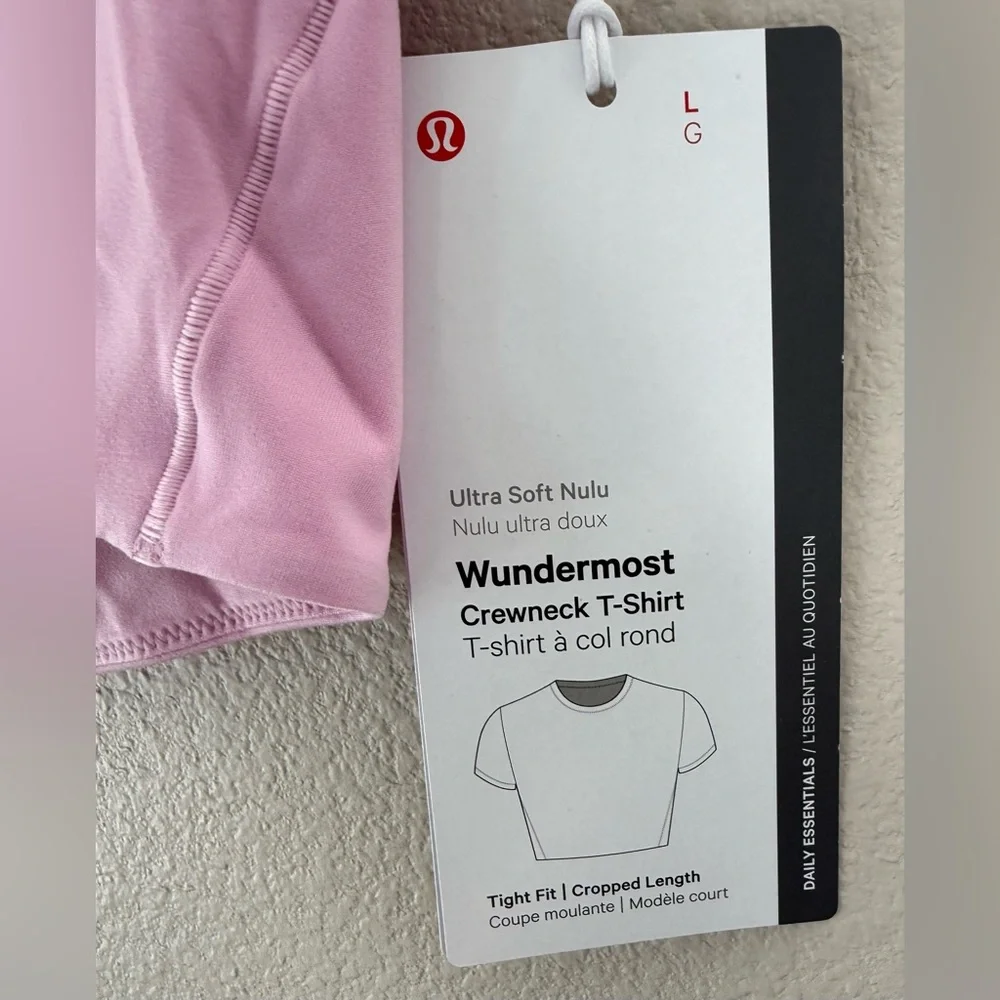 L
G
Ultra Soft Nulu
Nulu ultra doux
Wundermost
Crewneck T-Shirt
T-shirt à col rond
Tight Fit | Cropped Length
Coupe moulante | Modèle court
DAILY ESSENTIALS / L'ESSENTIEL AU QUOTIDIEN